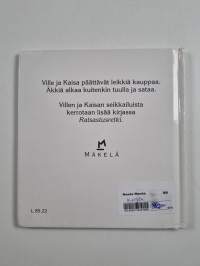 Ville ja Kaisa päättävät leikkiä kauppaa.
Äkkiä alkaa kuitenkin tuulla ja sataa.
Villen ja Kaisan seikkailuista
kerrotaan lisää kirjassa
Ratsastusretki.
M
MÄKELÄ
L 85.22